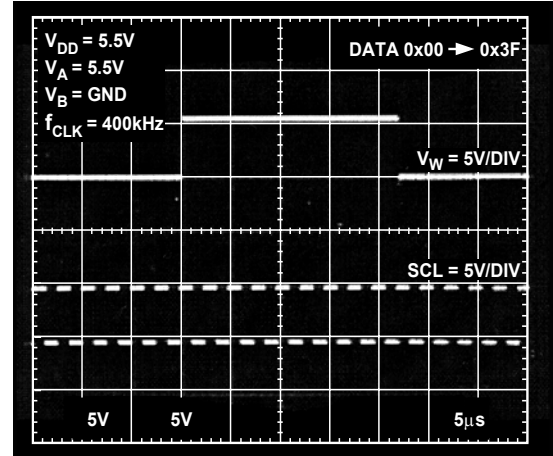 V_DD = 5.5V
V_A = 5.5V
V_B = GND
f_CLK = 400kHz
DATA 0x00 → 0x3F
V_W = 5V/DIV
SCL = 5V/DIV
5V 5V 5μs